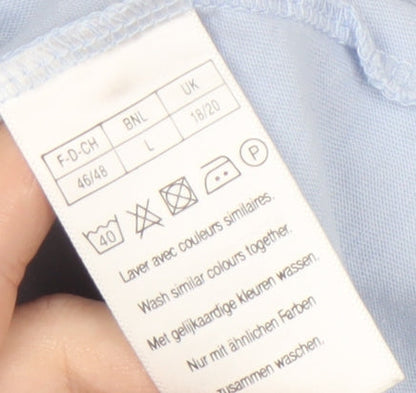 F-D-CH BNL UK
46/48 L 18/20
40 P
Laver avec couleurs similaires.
Wash similar colours together.
Met gelijkaardige kleuren wassen.
Nur mit ähnlichen Farben
zusammen waschen.